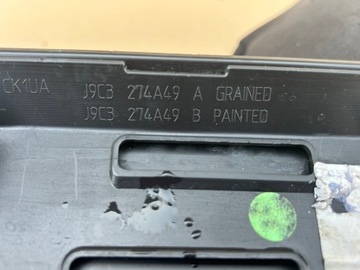 CK1UA J9C3 274A49 A GRAINED
J9C3 274A49 B PAINTED